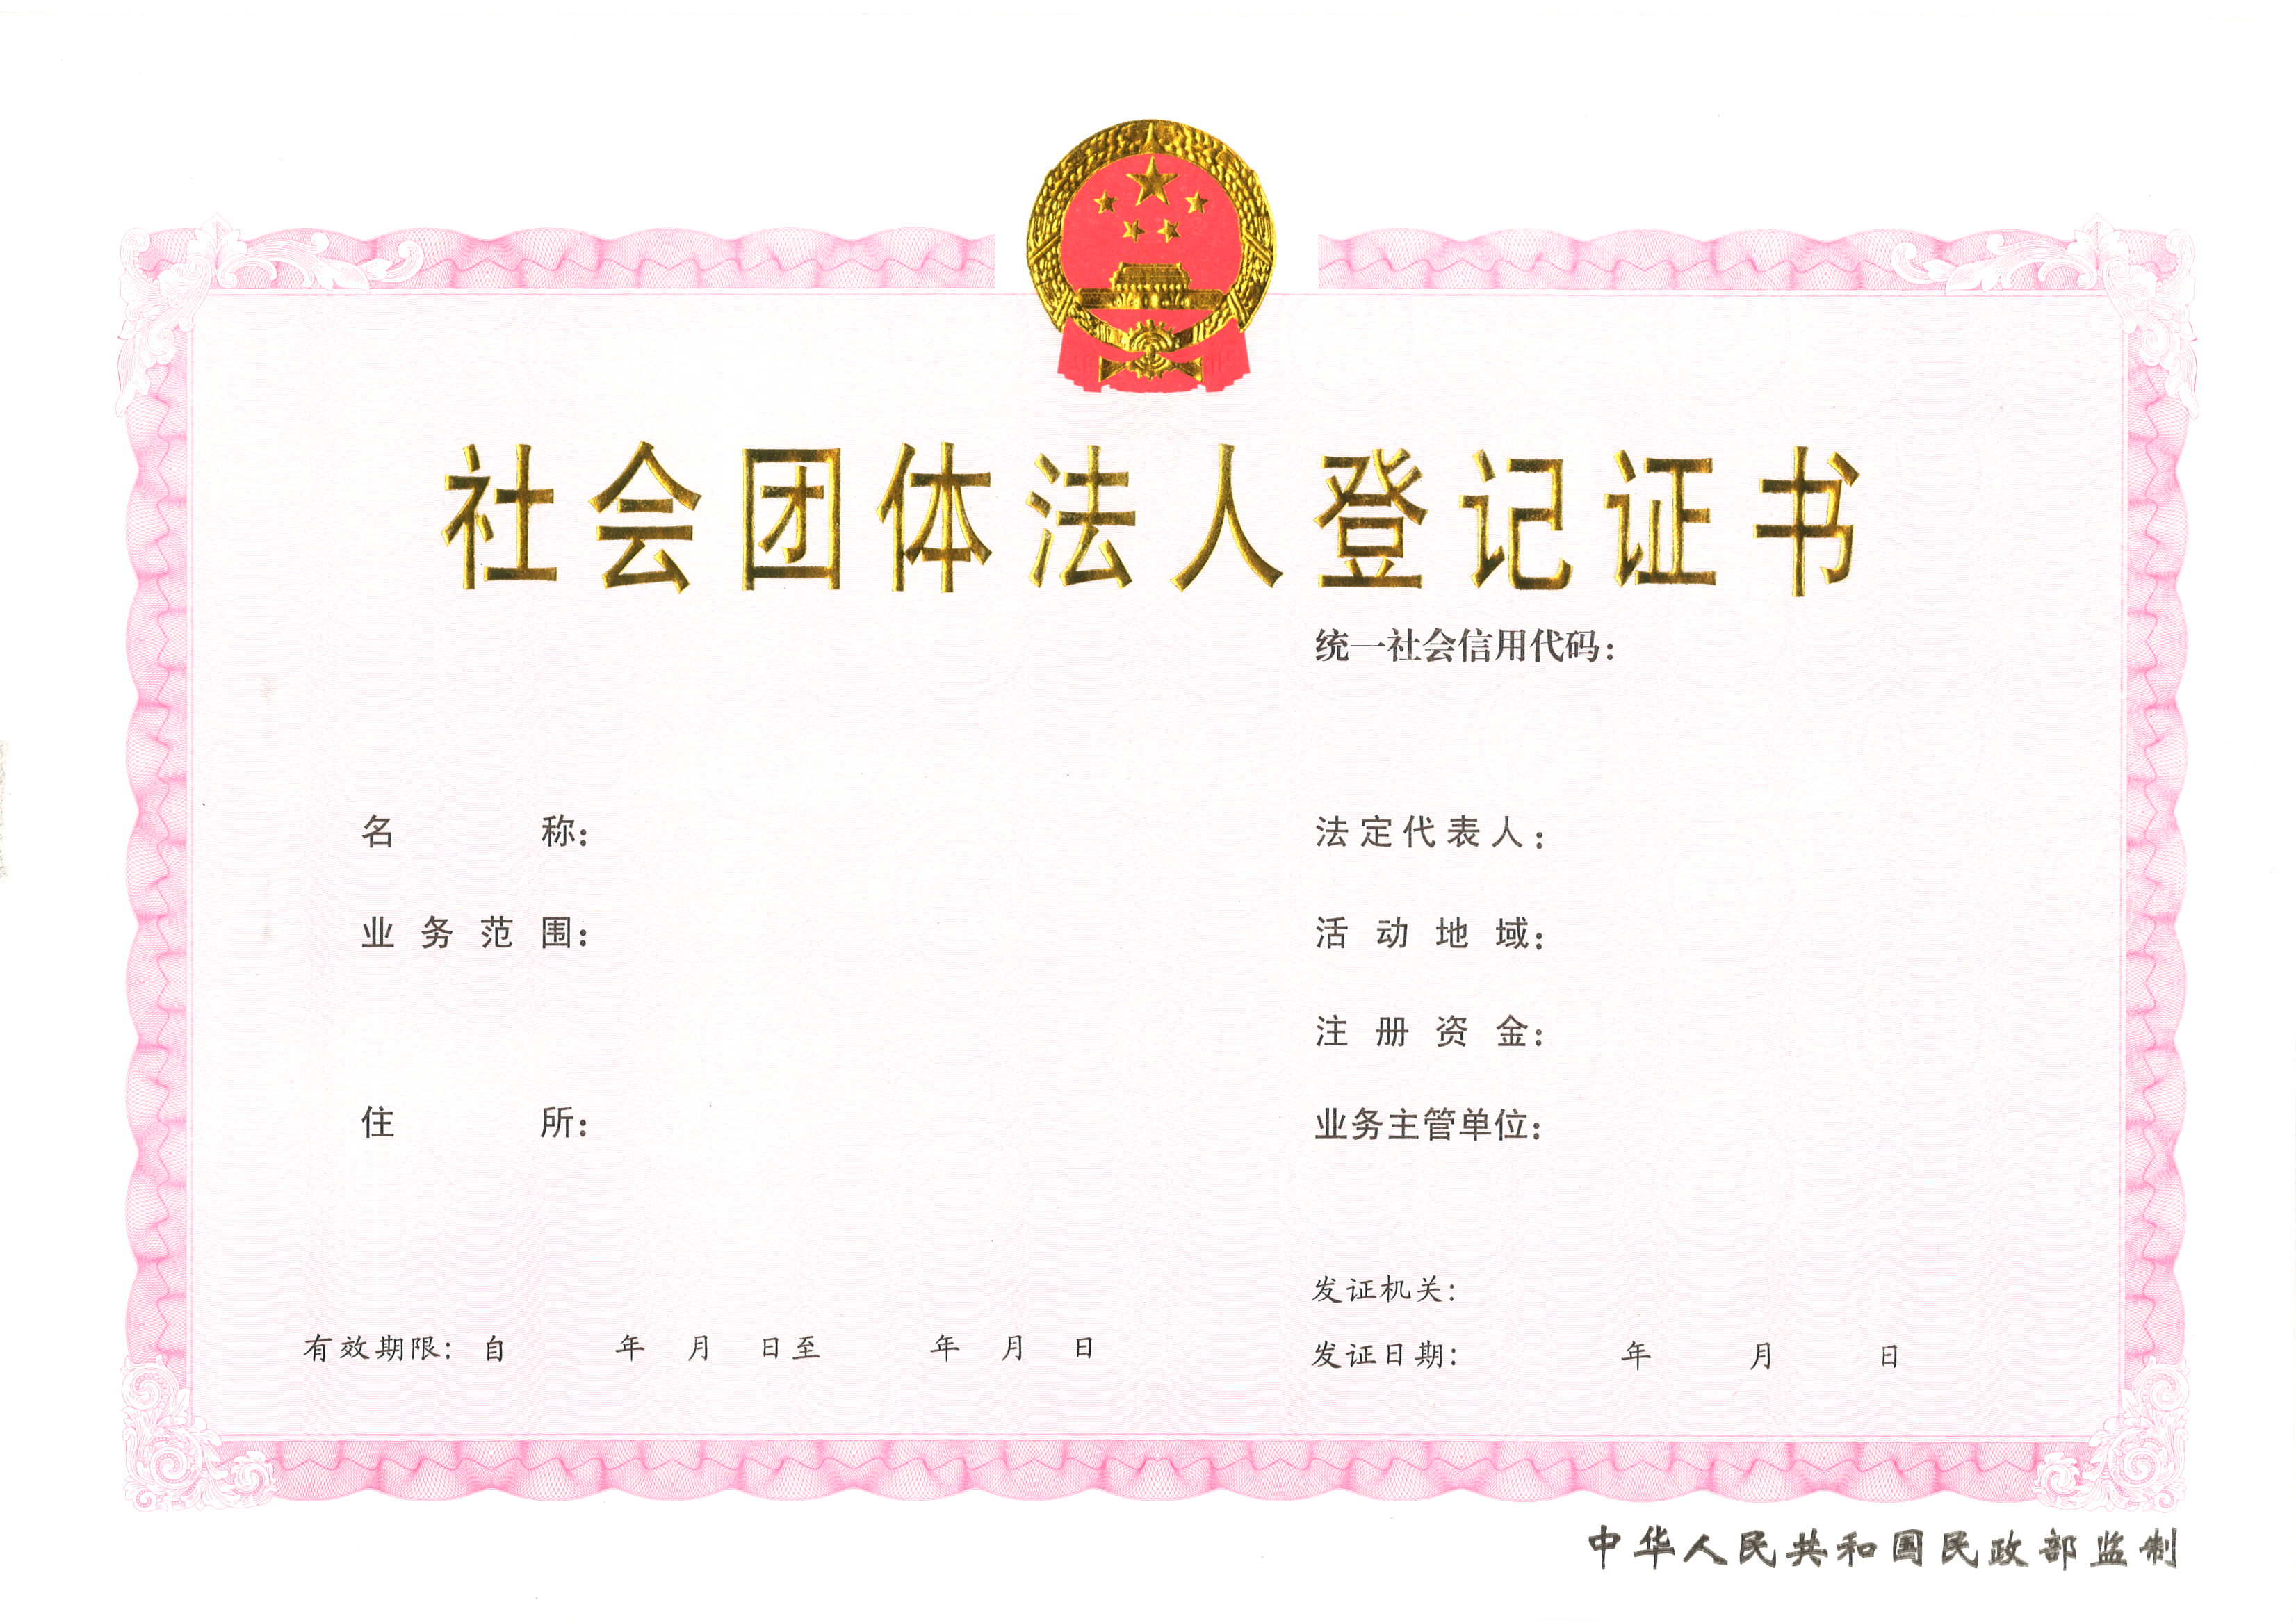 社会团体法人登记证书
统一社会信用代码：
名称：
法定代表人：
业务范围：
活动地域：
注册资金：
住所：
业务主管单位：
发证机关：
有效期限：自 年 月 日至 年 月 日
发证日期： 年 月 日
中华人民共和国民政部监制